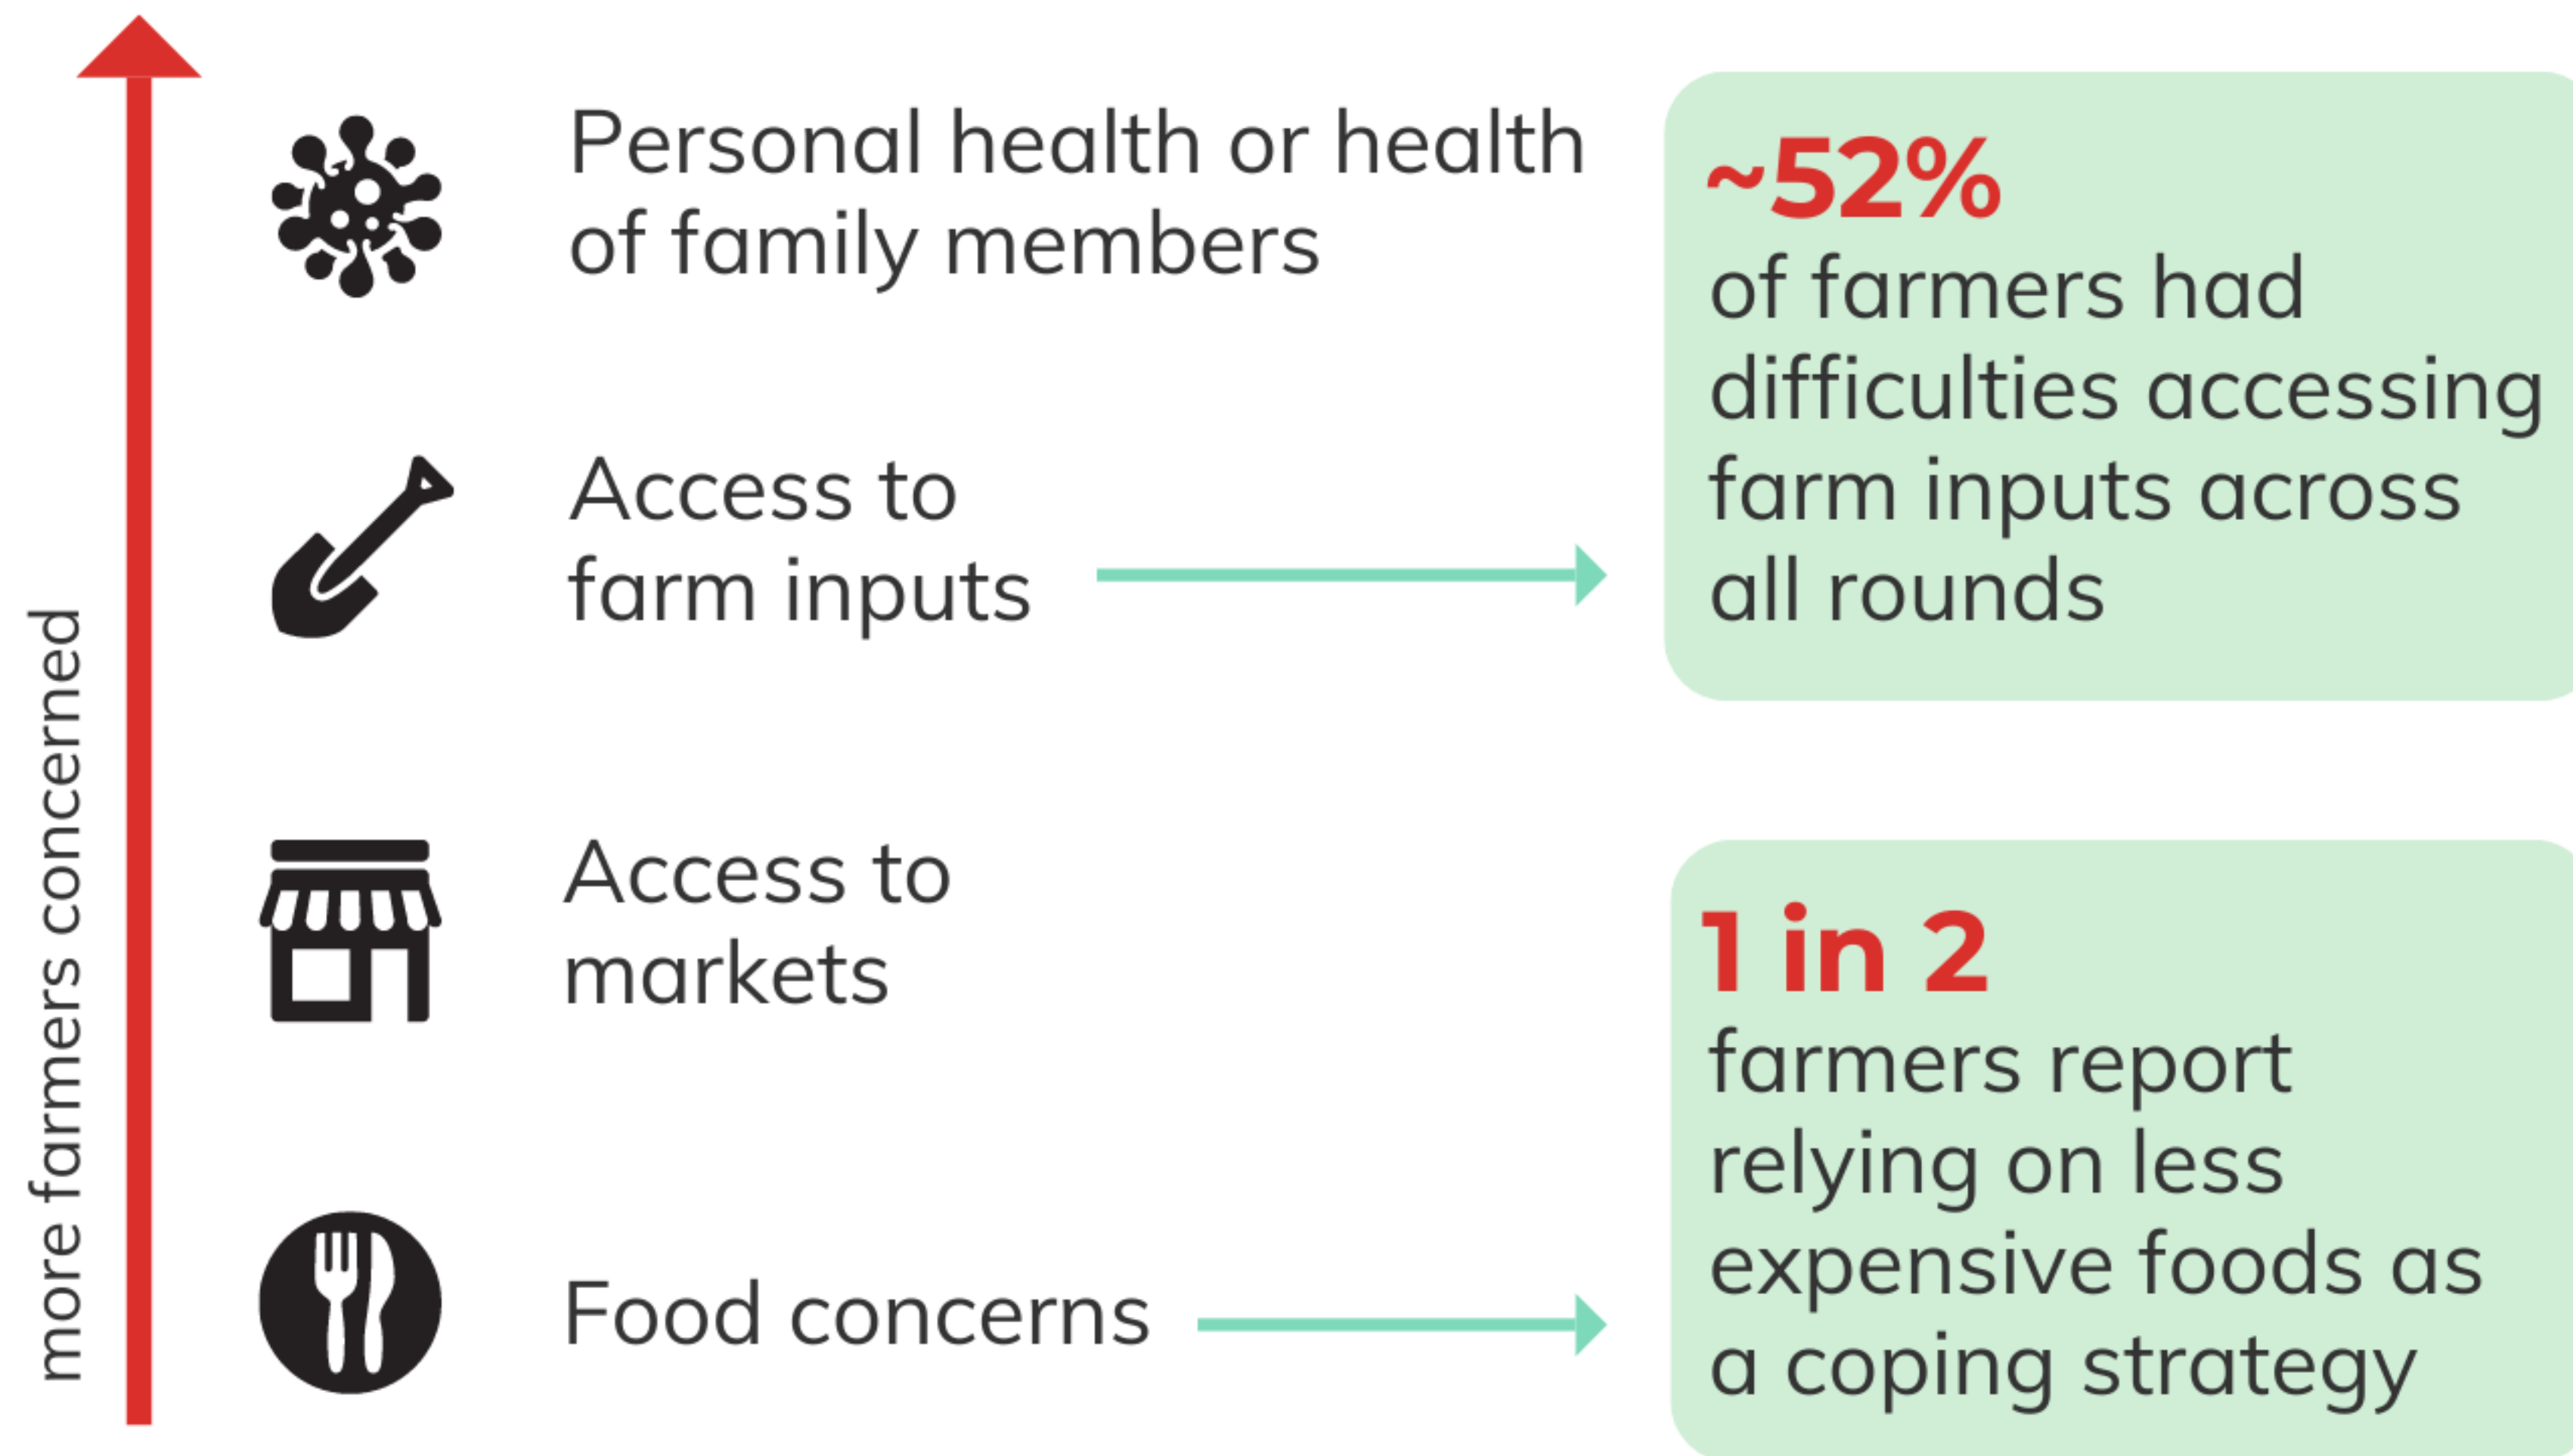 more farmers concerned
Personal health or health
of family members
Access to
farm inputs
~52%
of farmers had
difficulties accessing
farm inputs across
all rounds
Access to
markets
Food concerns
1 in 2
farmers report
relying on less
expensive foods as
a coping strategy